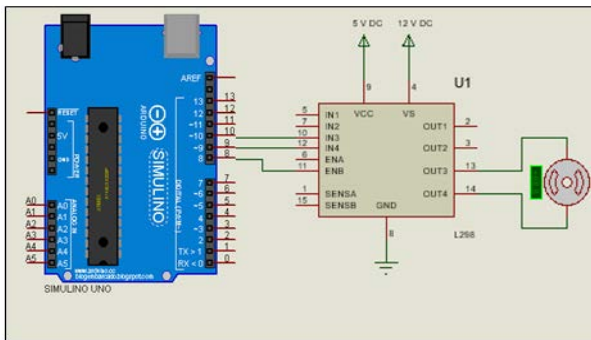 5 V DC
12 V DC
U1
9
4
VCC
VS
5 IN1
7 IN2
10 IN3
12 IN4
6 ENA
11 ENB
1 SENSA
15 SENSB
GND
8
OUT1 2
OUT2 3
OUT3 13
OUT4 14
L298
AREF
13 13
12 12
11 11
10 10
9 9
8 8
7 7
6 6
5 5
4 4
3 3
2 2
TX > 1 1
RX < 0 0
RESET
5V
GND
POWER
A0 A0
A1 A1
A2 A2
A3 A3
A4 A4
A5 A5
ANALOG IN
ARDUINO
SIMULINO
SIMULINO UNO